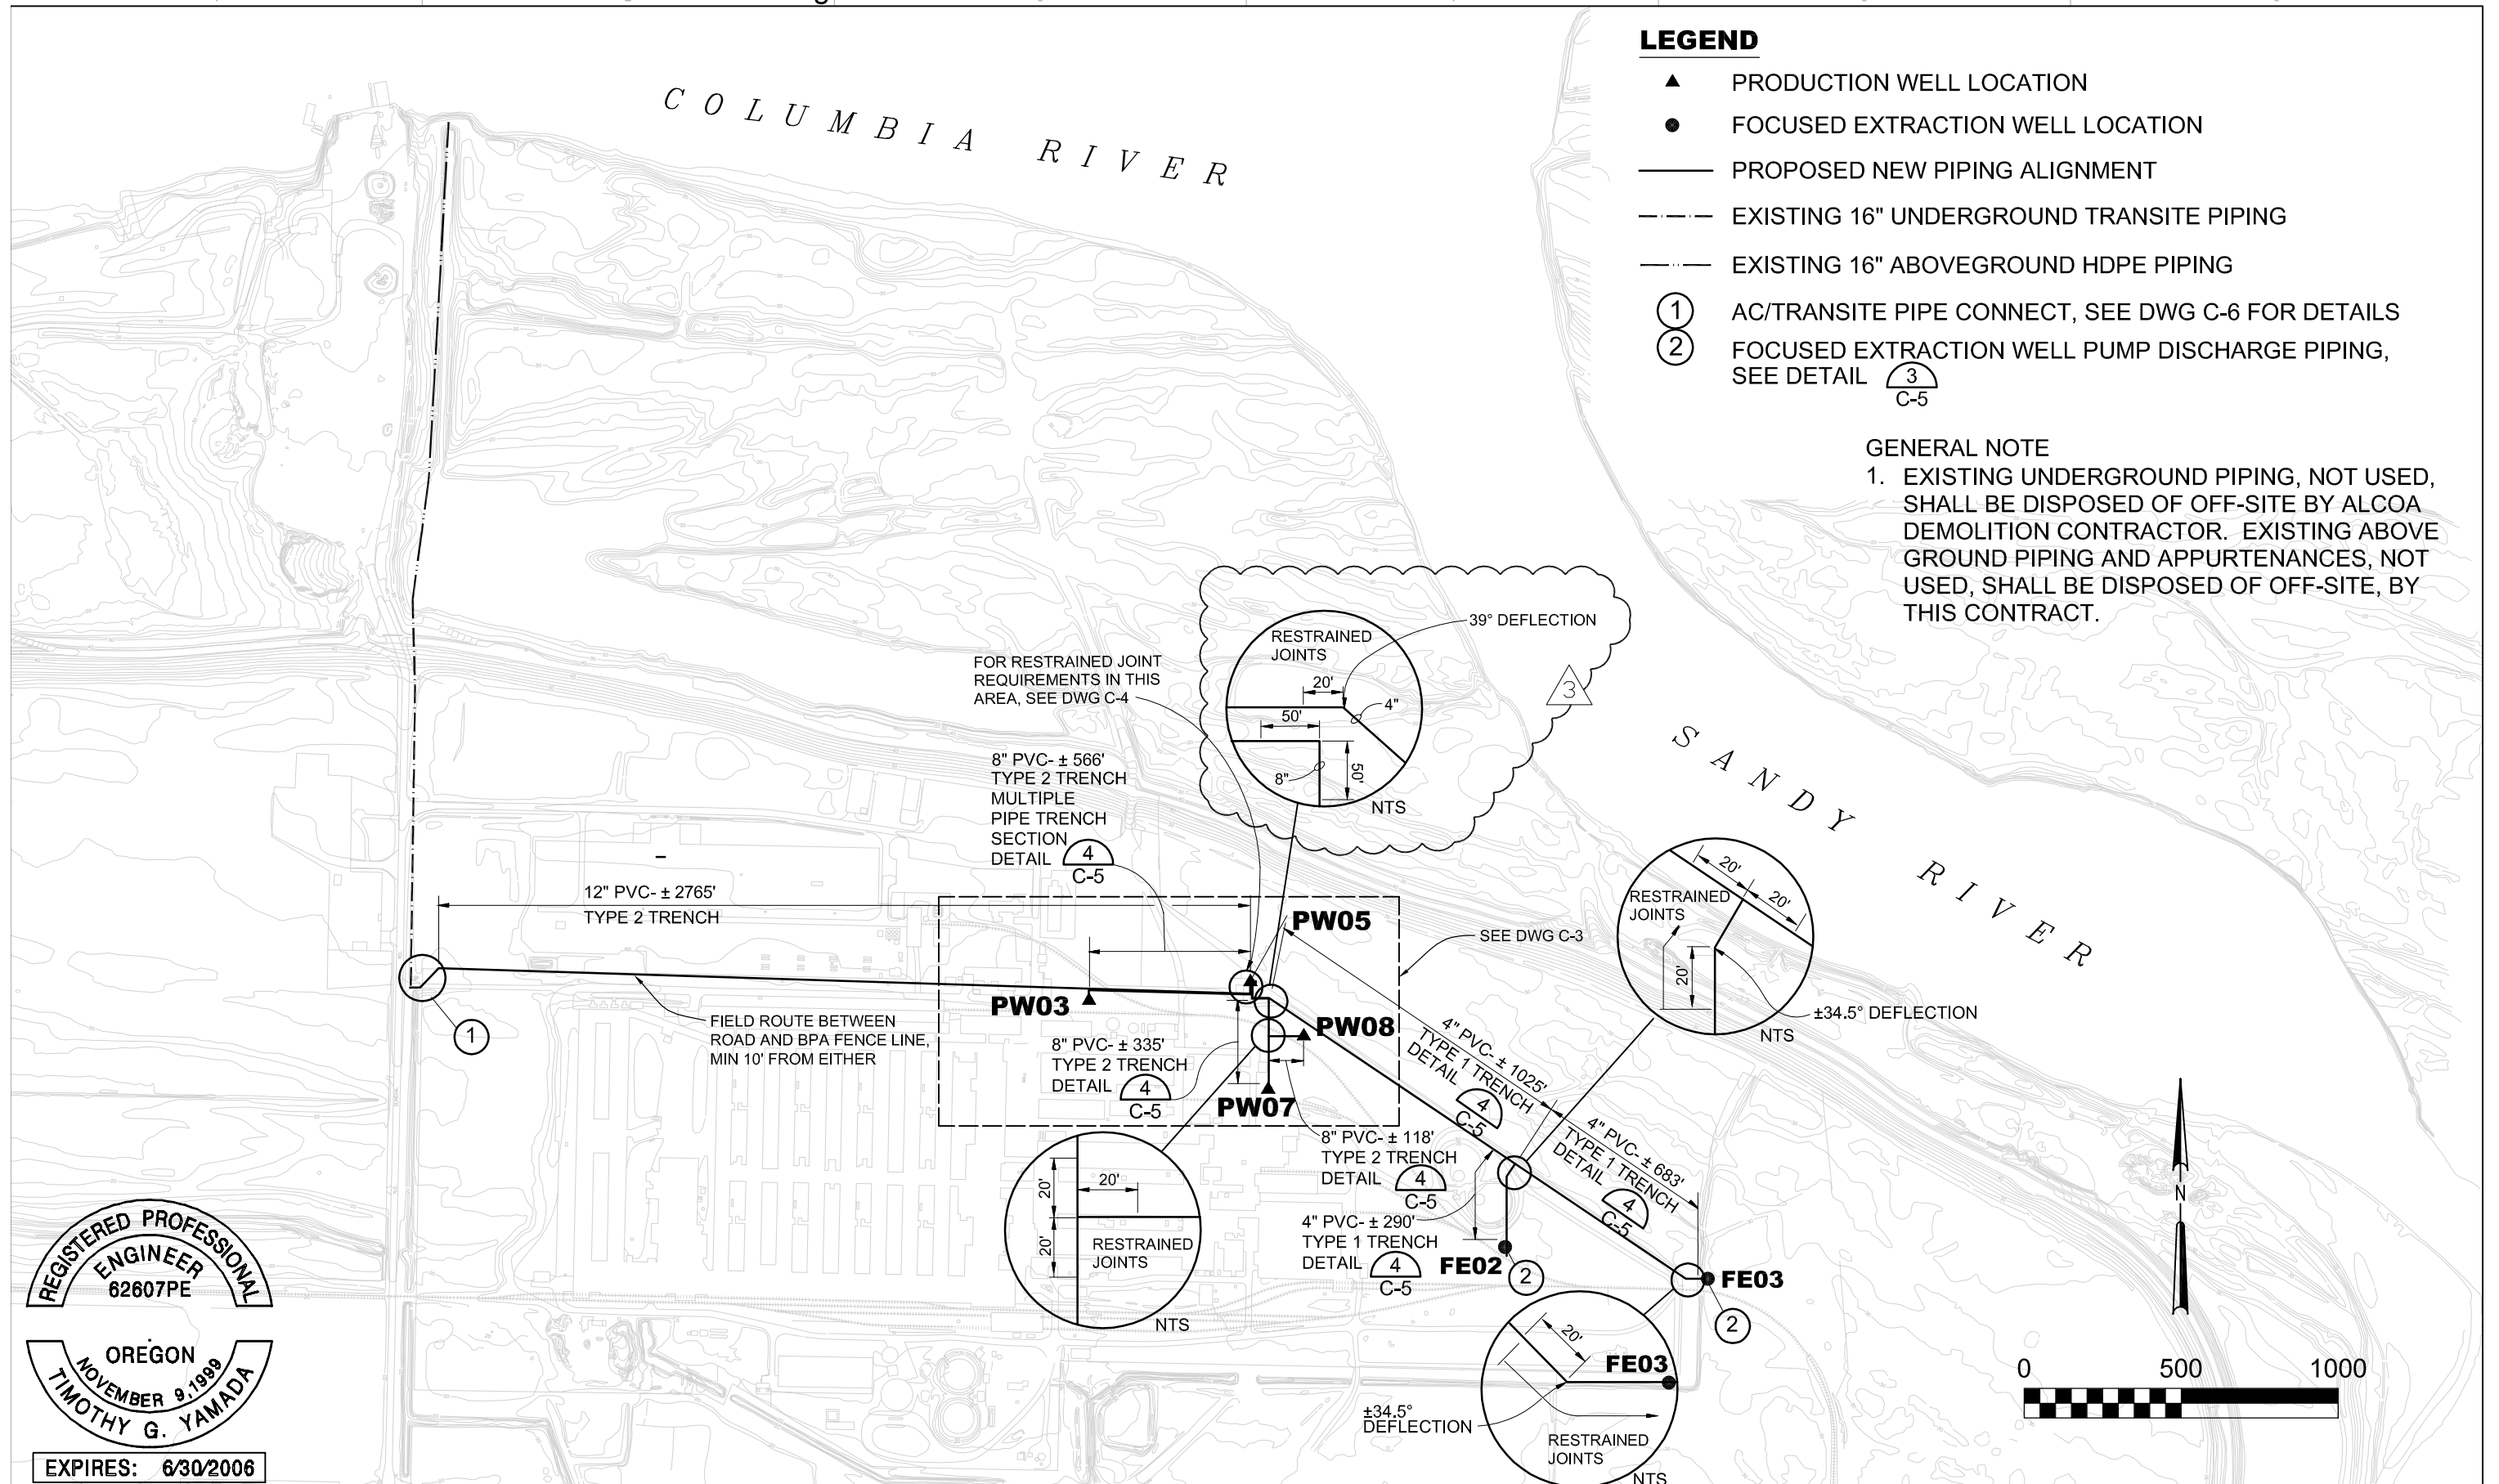 COLUMBIA RIVER
LEGEND
PRODUCTION WELL LOCATION
FOCUSED EXTRACTION WELL LOCATION
PROPOSED NEW PIPING ALIGNMENT
EXISTING 16" UNDERGROUND TRANSITE PIPING
EXISTING 16" ABOVEGROUND HDPE PIPING
1 AC/TRANSITE PIPE CONNECT, SEE DWG C-6 FOR DETAILS
2 FOCUSED EXTRACTION WELL PUMP DISCHARGE PIPING,
SEE DETAIL 3
C-5
GENERAL NOTE
1. EXISTING UNDERGROUND PIPING, NOT USED,
SHALL BE DISPOSED OF OFF-SITE BY ALCOA
DEMOLITION CONTRACTOR. EXISTING ABOVE
GROUND PIPING AND APPURTENANCES, NOT
USED, SHALL BE DISPOSED OF OFF-SITE, BY
THIS CONTRACT.
RESTRAINED
JOINTS
39° DEFLECTION
20'
4"
50'
8"
50'
NTS
3
FOR RESTRAINED JOINT
REQUIREMENTS IN THIS
AREA, SEE DWG C-4
SANDY RIVER
8" PVC- ± 566'
TYPE 2 TRENCH
MULTIPLE
PIPE TRENCH
SECTION
DETAIL 4
C-5
12" PVC- ± 2765'
TYPE 2 TRENCH
PW05
SEE DWG C-3
RESTRAINED
JOINTS
20'
20'
20'
±34.5° DEFLECTION
NTS
1
FIELD ROUTE BETWEEN
ROAD AND BPA FENCE LINE,
MIN 10' FROM EITHER
PW03
PW08
8" PVC- ± 335'
TYPE 2 TRENCH
DETAIL 4
C-5
PW07
4" PVC- ± 1025'
TYPE 1 TRENCH
DETAIL 4
C-5
4" PVC- ± 683'
TYPE 1 TRENCH
DETAIL 4
C-5
8" PVC- ± 118'
TYPE 2 TRENCH
DETAIL 4
C-5
4" PVC- ± 290'
TYPE 1 TRENCH
DETAIL 4
C-5
FE02
2
FE03
2
20'
20'
20'
RESTRAINED
JOINTS
NTS
20'
FE03
±34.5°
DEFLECTION
RESTRAINED
JOINTS
NTS
N
0 500 1000
REGISTERED PROFESSIONAL
ENGINEER
62607PE
OREGON
NOVEMBER 9,1999
TIMOTHY G. YAMADA
EXPIRES: 6/30/2006